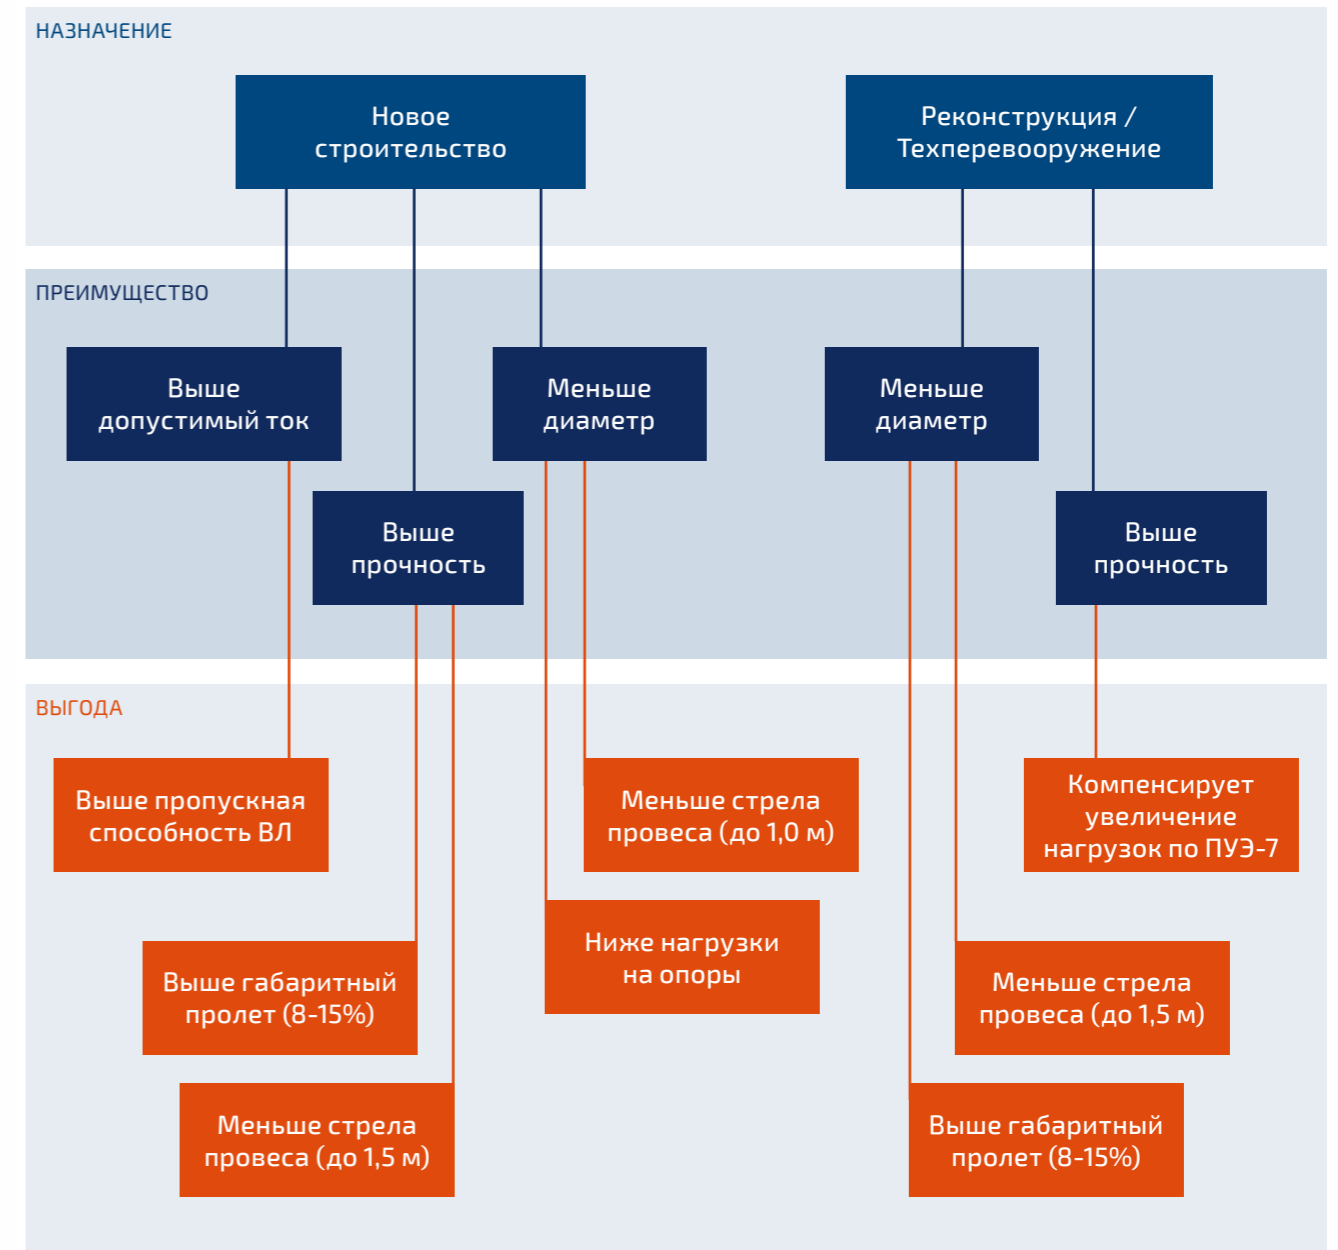 НАЗНАЧЕНИЕ
Новое
строительство
Реконструкция /
Техперевооружение
ПРЕИМУЩЕСТВО
Выше
допустимый ток
Меньше
диаметр
Меньше
диаметр
Выше
прочность
Выше
прочность
ВЫГОДА
Выше пропускная
способность ВЛ
Меньше стрела
провеса (до 1,0 м)
Компенсирует
увеличение
нагрузок по ПУЭ-7
Ниже нагрузки
на опоры
Выше габаритный
пролет (8-15%)
Меньше стрела
провеса (до 1,5 м)
Меньше стрела
провеса (до 1,5 м)
Выше габаритный
пролет (8-15%)